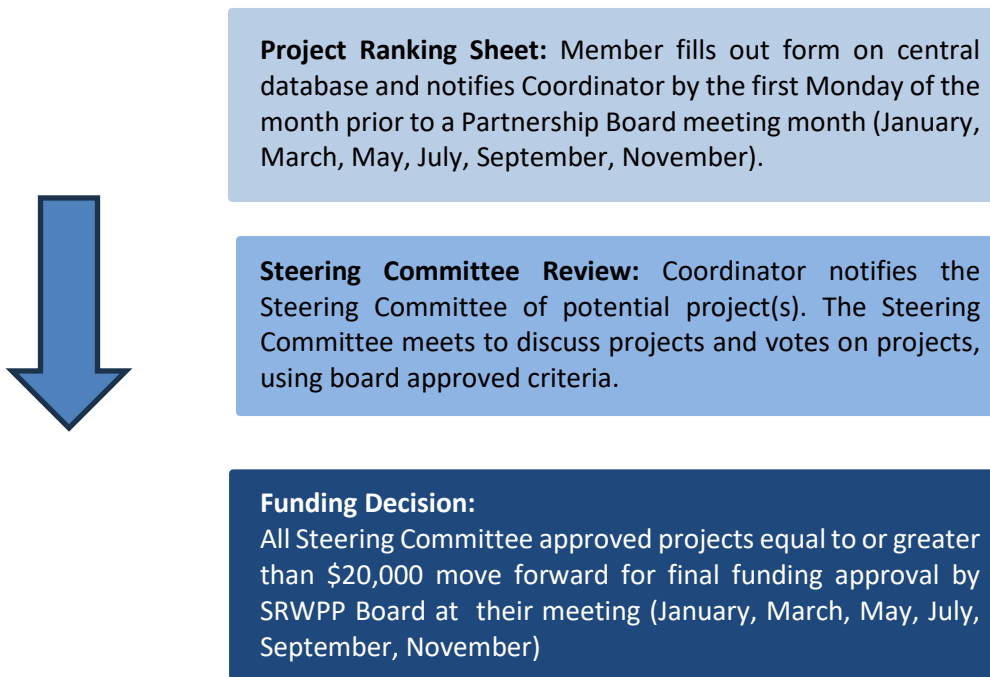 Project Ranking Sheet: Member fills out form on central
database and notifies Coordinator by the first Monday of the
month prior to a Partnership Board meeting month (January,
March, May, July, September, November).
Steering Committee Review: Coordinator notifies the
Steering Committee of potential project(s). The Steering
Committee meets to discuss projects and votes on projects,
using board approved criteria.
Funding Decision:
All Steering Committee approved projects equal to or greater
than $20,000 move forward for final funding approval by
SRWPP Board at their meeting (January, March, May, July,
September, November)